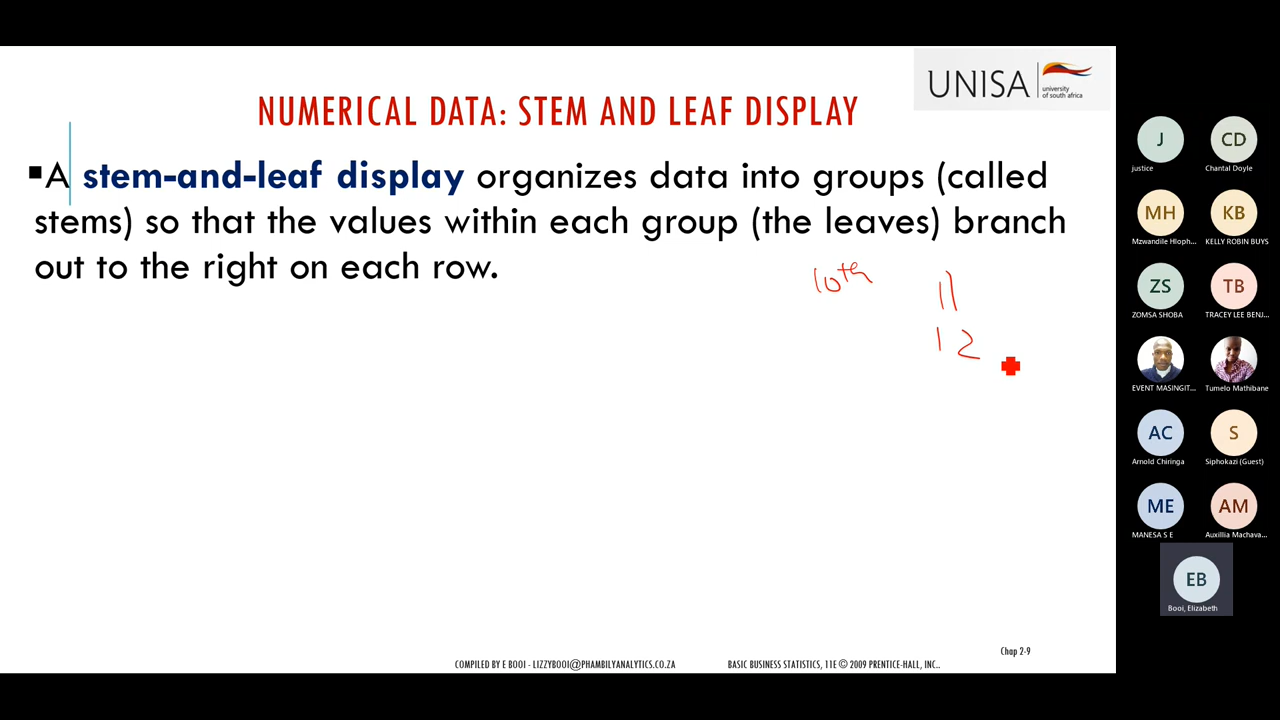 UNISA
university
of south africa
NUMERICAL DATA: STEM AND LEAF DISPLAY
▪A stem-and-leaf display organizes data into groups (called
stems) so that the values within each group (the leaves) branch
out to the right on each row.
10th
11
12
J
justice
CD
Chantal Doyle
MH
Mzwandile Hloph...
KB
KELLY ROBIN BUYS
ZS
ZOMSA SHOBA
TB
TRACEY LEE BENJ...
EVENT MASINGIT...
Tumelo Mathibane
AC
Arnold Chiringa
S
Siphokazi (Guest)
ME
MANESA S E
AM
Auxillia Machava...
EB
Booi, Elizabeth
Chap 2-9
COMPILED BY E BOOI - LIZZYBOOI@PHAMBILYANALYTICS.CO.ZA
BASIC BUSINESS STATISTICS, 11E © 2009 PRENTICE-HALL, INC..